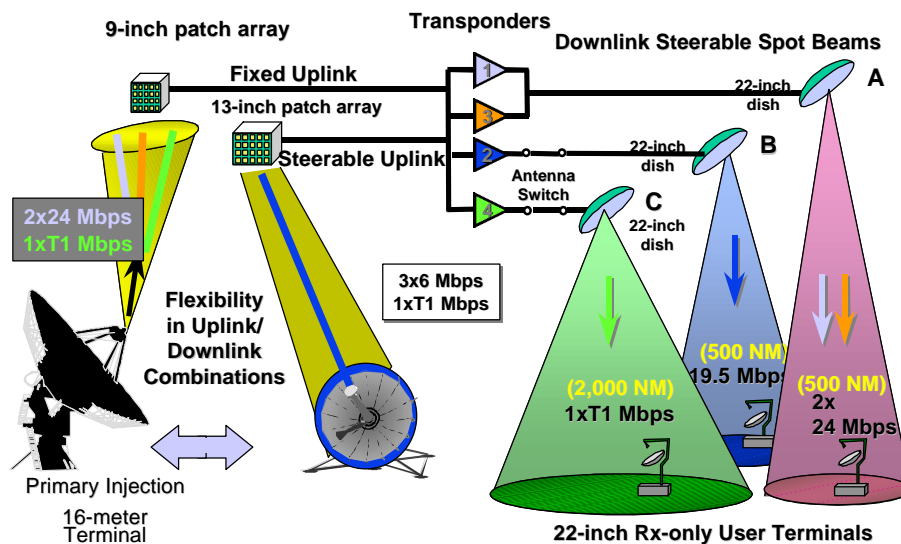 9-inch patch array
Transponders
Downlink Steerable Spot Beams
Fixed Uplink
1
22-inch
dish
A
13-inch patch array
3
Steerable Uplink
2
22-inch
dish
B
Antenna
Switch
4
C
22-inch
dish
2x24 Mbps
1xT1 Mbps
3x6 Mbps
1xT1 Mbps
Flexibility
in Uplink/
Downlink
Combinations
(2,000 NM)
1xT1 Mbps
(500 NM)
19.5 Mbps
(500 NM)
2x
24 Mbps
Primary Injection
16-meter
Terminal
22-inch Rx-only User Terminals